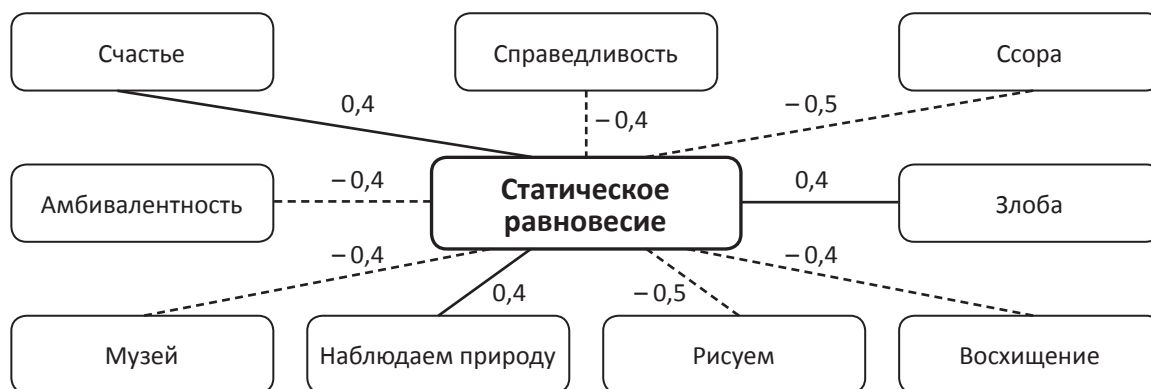 Счастье
Справедливость
Ссора
0,4
– 0,4
– 0,5
Амбивалентность
– 0,4
Статическое
равновесие
0,4
Злоба
– 0,4
0,4
– 0,5
– 0,4
Музей
Наблюдаем природу
Рисуем
Восхищение